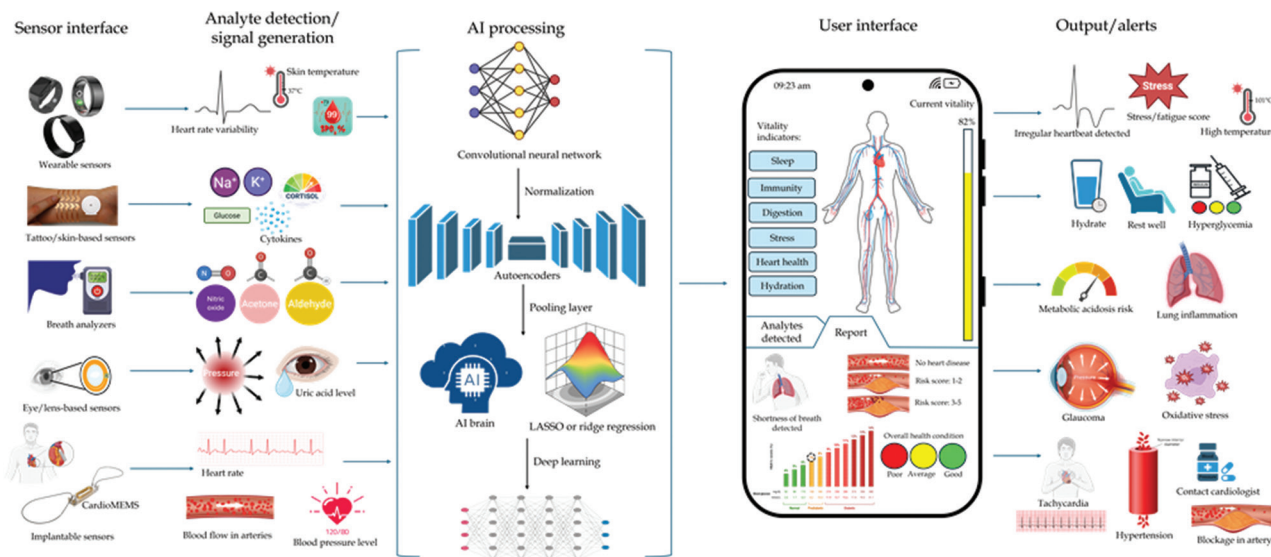 Sensor interface
Analyte detection/
signal generation
AI processing
User interface
Output/alerts
Wearable sensors
Heart rate variability
Skin temperature
37°C
99
SPO2 %
Tattoo/skin-based sensors
Na+
K+
CORTISOL
Glucose
Cytokines
Breath analyzers
N
O
O
C
O
C
Nitric
oxide
Acetone
Aldehyde
Eye/lens-based sensors
Pressure
Uric acid level
CardioMEMS
Implantable sensors
Heart rate
Blood flow in arteries
120/80
Blood pressure level
Convolutional neural network
Normalization
Autoencoders
Pooling layer
AI
AI brain
LASSO or ridge regression
Deep learning
09:23 am
Current vitality
82%
Vitality
indicators:
Sleep
Immunity
Digestion
Stress
Heart health
Hydration
Analytes
detected
Report
Shortness of breath
detected
No heart disease
Risk score: 1-2
Risk score: 3-5
Overall health condition
Poor
Average
Good
Irregular heartbeat detected
Stress
Stress/fatigue score
101°C
High temperature
Hydrate
Rest well
Hyperglycemia
Metabolic acidosis risk
Lung inflammation
Glaucoma
Oxidative stress
Tachycardia
Hypertension
Contact cardiologist
Blockage in artery